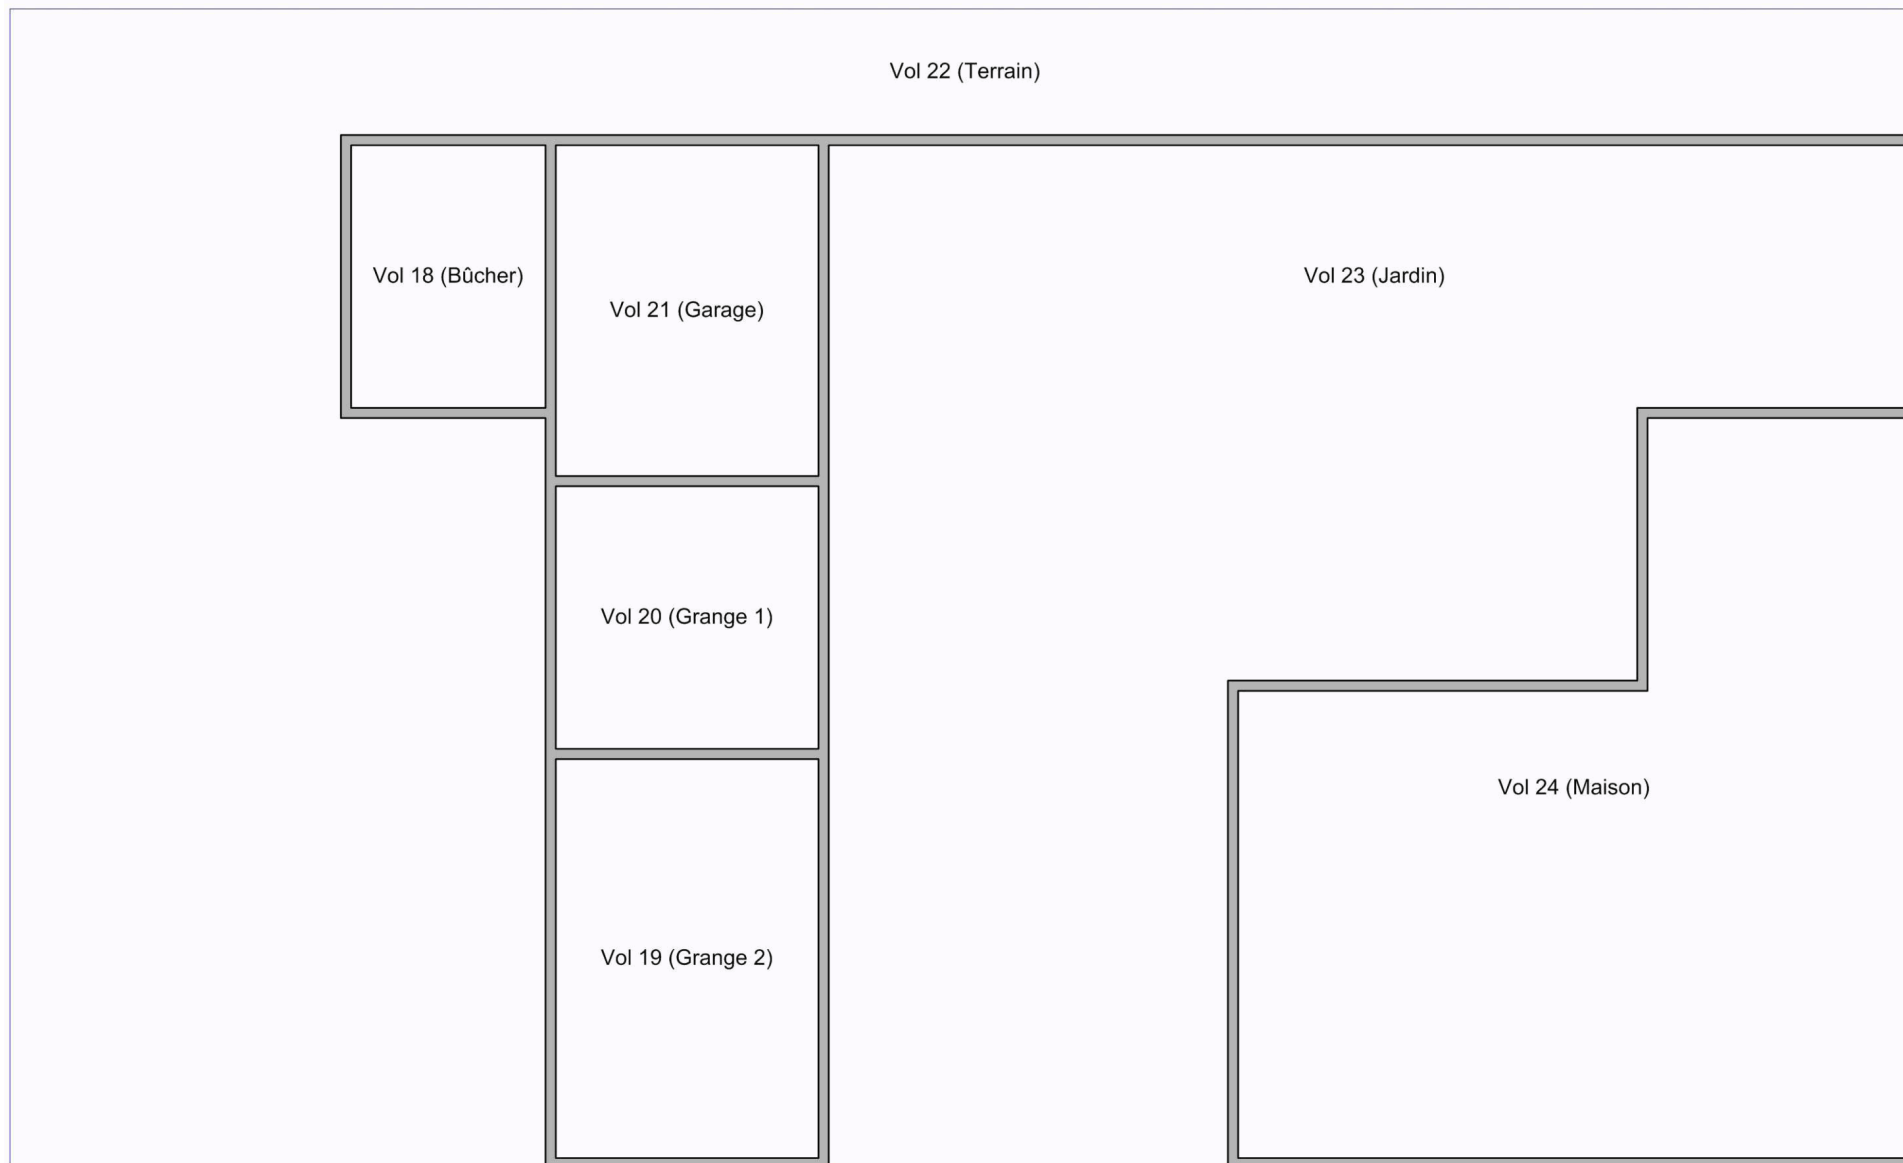 Vol 22 (Terrain)
Vol 18 (Bûcher)
Vol 23 (Jardin)
Vol 21 (Garage)
Vol 20 (Grange 1)
Vol 24 (Maison)
Vol 19 (Grange 2)